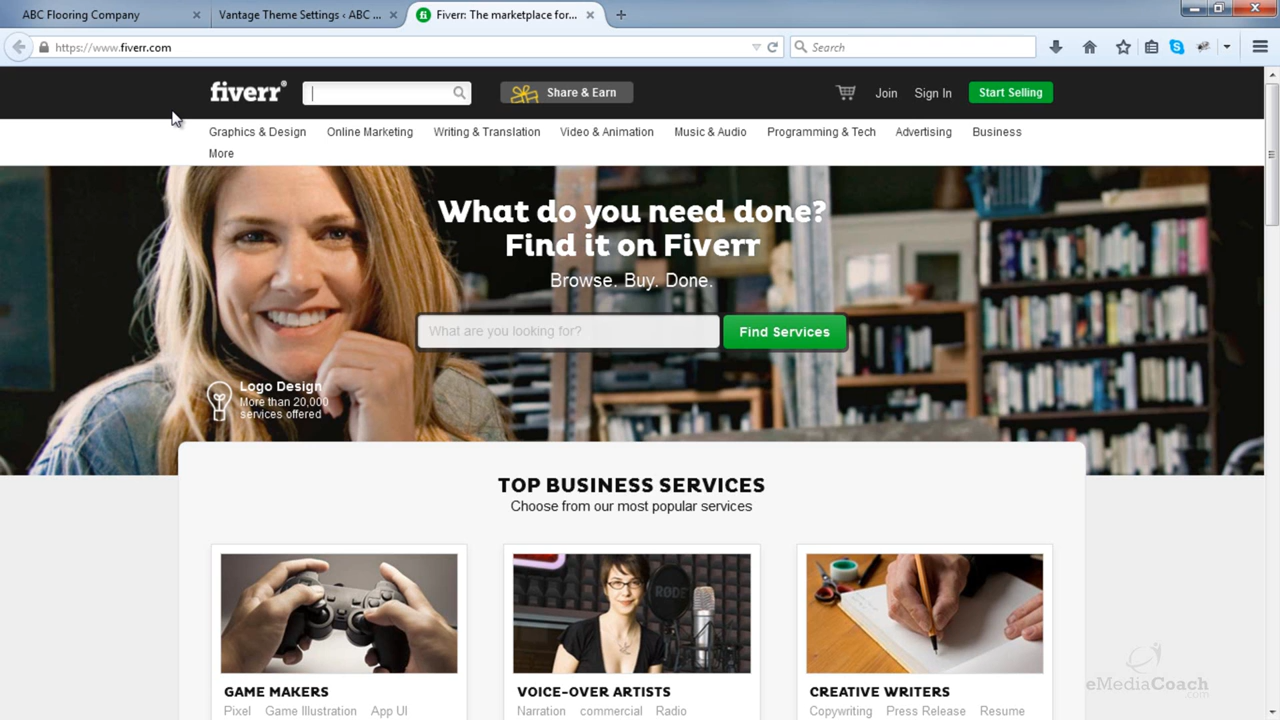 ABC Flooring Company
Vantage Theme Settings ‹ ABC ...
fi Fiverr: The marketplace for...
https://www.fiverr.com
Search
fiverr®
Share & Earn
Join
Sign In
Start Selling
Graphics & Design
Online Marketing
Writing & Translation
Video & Animation
Music & Audio
Programming & Tech
Advertising
Business
More
What do you need done?
Find it on Fiverr
Browse. Buy. Done.
What are you looking for?
Find Services
Logo Design
More than 20,000
services offered
TOP BUSINESS SERVICES
Choose from our most popular services
RODE
GAME MAKERS
Pixel Game Illustration App UI
VOICE-OVER ARTISTS
Narration commercial Radio
CREATIVE WRITERS
Copywriting Press Release Resume
eMediaCoach
.com